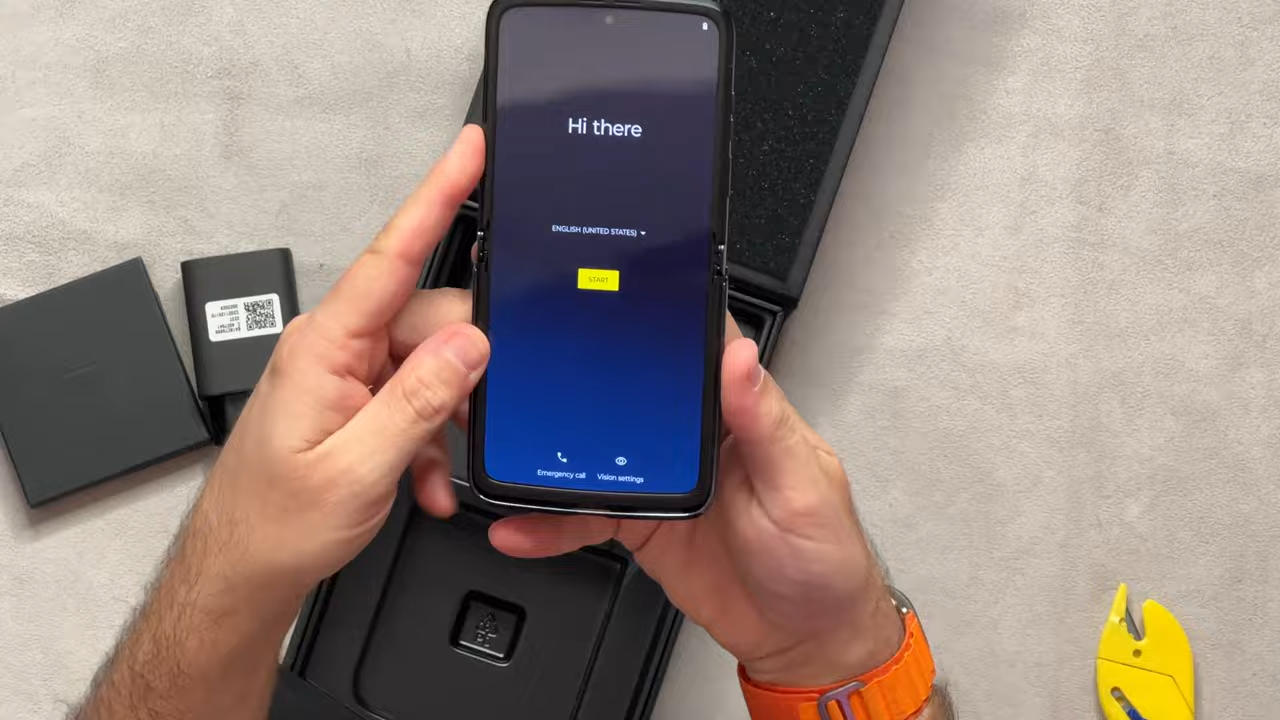 Hi there
ENGLISH (UNITED STATES)
START
Emergency call
Vision settings